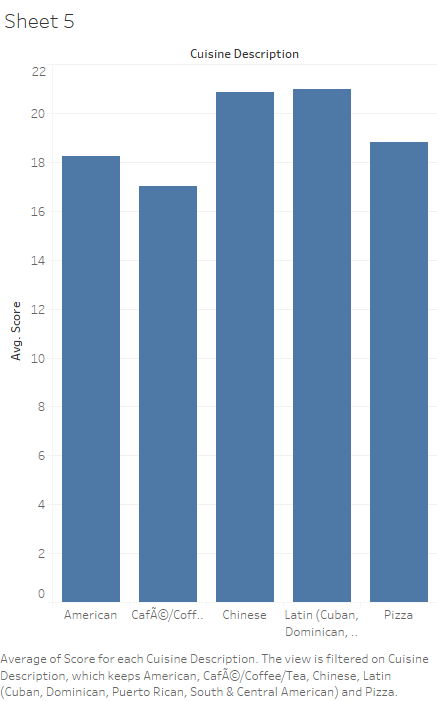 Sheet 5
Cuisine Description
22
20
18
16
14
12
10
8
6
4
2
0
Avg. Score
American
CafÃ©/Coff..
Chinese
Latin (Cuban,
Dominican, ..
Pizza
Average of Score for each Cuisine Description. The view is filtered on Cuisine
Description, which keeps American, CafÃ©/Coffee/Tea, Chinese, Latin
(Cuban, Dominican, Puerto Rican, South & Central American) and Pizza.